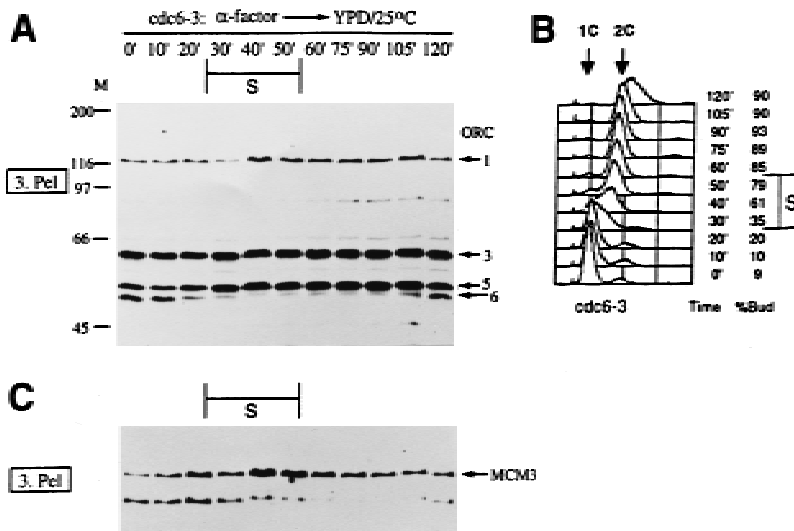 A
cdc6-3:: α-factor → YPD/25°C
0' 10' 20' 30' 40' 50' 60' 75' 90' 105' 120'
S
M
200
116
97
66
45
3. Pel
ORC
1
3
5
6
B
1C 2C
120" 90
105" 90
90" 93
75" 89
60" 85
50" 79
40" 61
30" 35
20" 20
10" 10
0" 9
S
cdc6-3 Time %Bud
C
S
3. Pel
MCM3